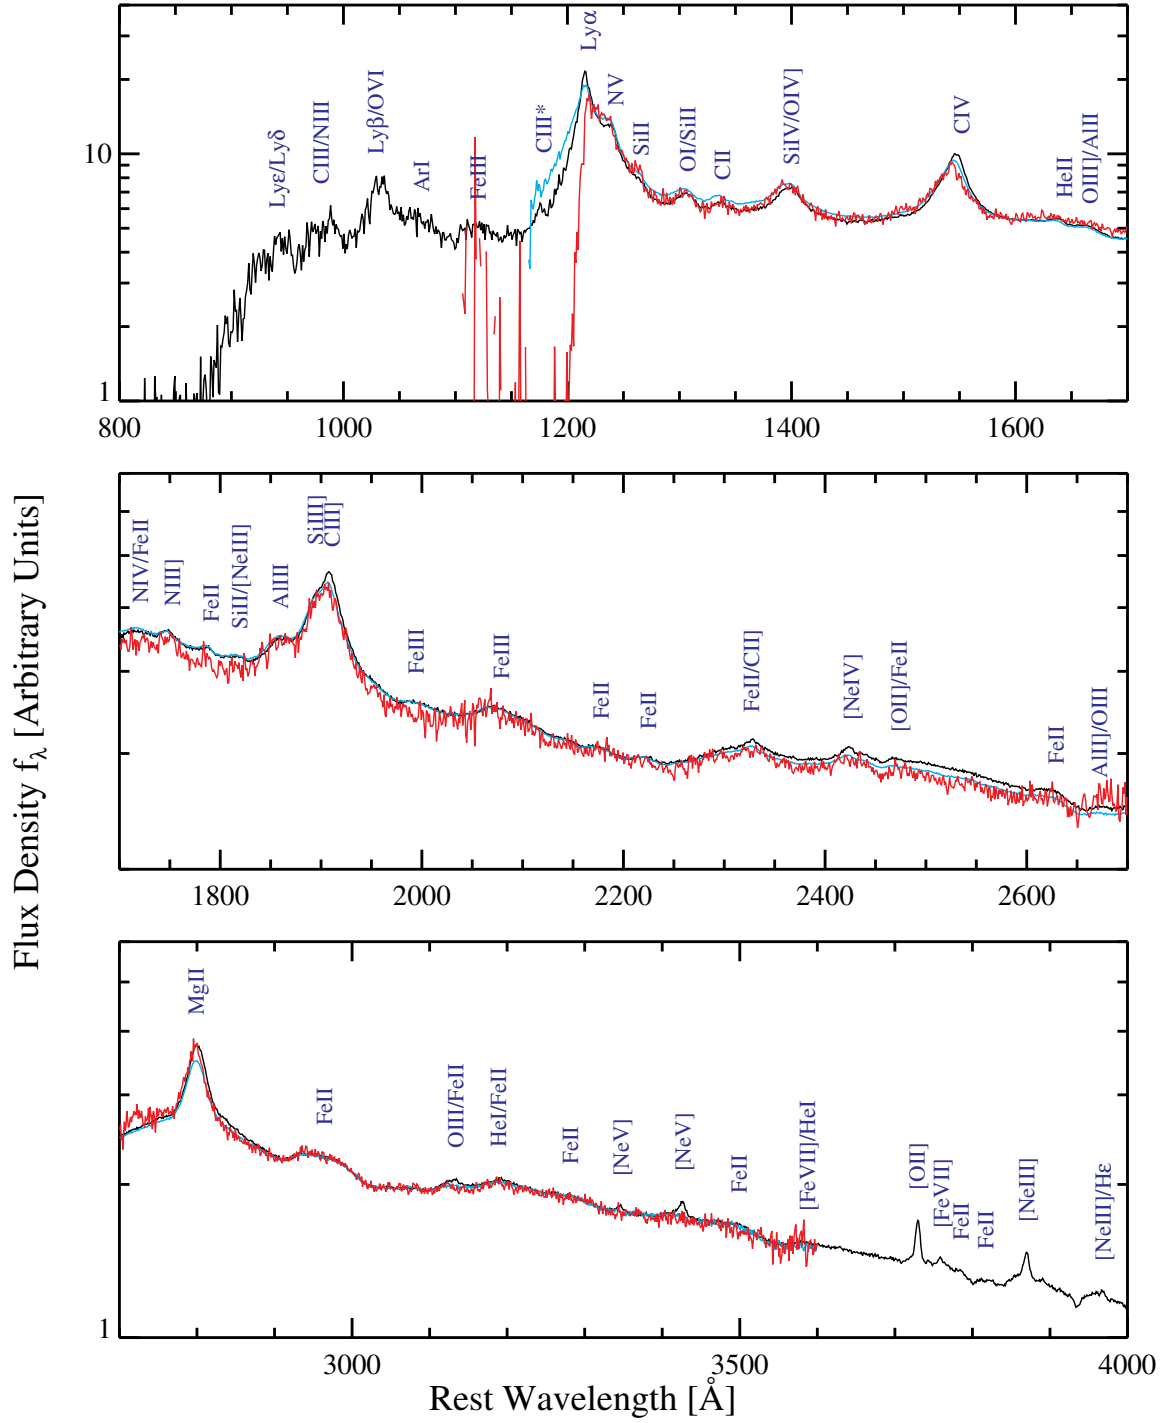 Flux Density fλ [Arbitrary Units]
10
1
Lyε/Lyδ
CIII/NIII
Lyβ/OVI
ArI
FeIII
CIII*
Lyα
NV
SiII
OI/SiII
CII
SiIV/OIV]
CIV
HeII
OIII]/AlII
800 1000 1200 1400 1600
NIV/FeII
NIII]
FeII
SiII/[NeIII]
AlIII
SiIII]
CIII]
FeIII
FeIII
FeII
FeII
FeII/CII]
[NeIV]
[OII]/FeII
FeII
AlII]/OIII
1800 2000 2200 2400 2600
MgII
FeII
OIII/FeII
HeI/FeII
FeII
[NeV]
[NeV]
FeII
[FeVII]/HeI
[OII]
[FeVII]
FeII
FeII
[NeIII]
[NeIII]/Hε
1
3000 3500 4000
Rest Wavelength [Å]